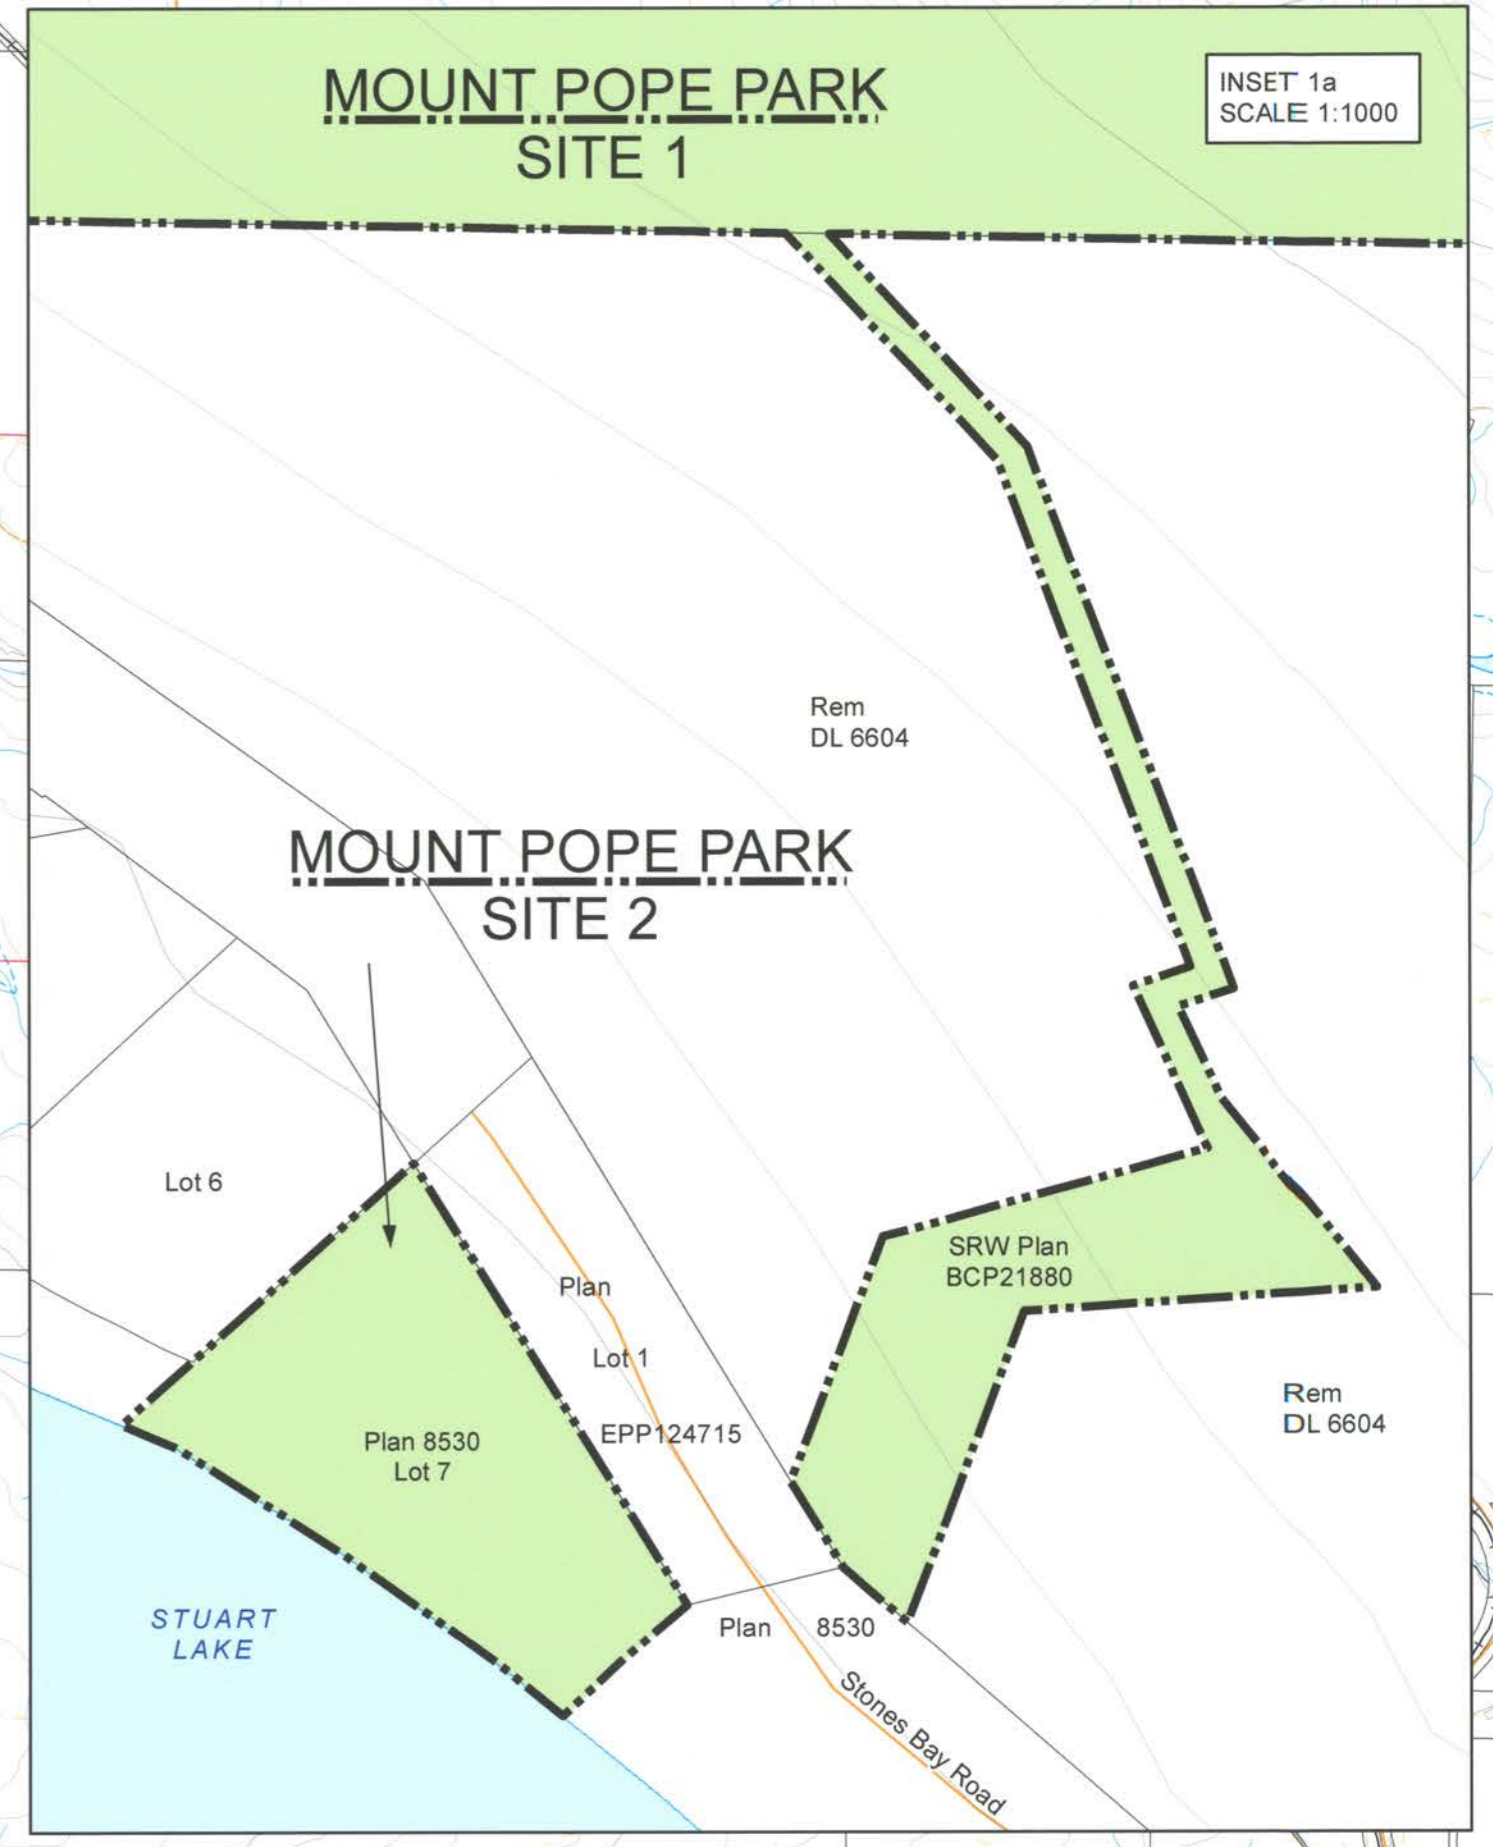 MOUNT POPE PARK
SITE 1
INSET 1a
SCALE 1:1000
Rem
DL 6604
MOUNT POPE PARK
SITE 2
Lot 6
SRW Plan
BCP21880
Plan
Lot 1
EPP124715
Rem
DL 6604
Plan 8530
Lot 7
STUART
LAKE
Plan 8530
Stones Bay Road